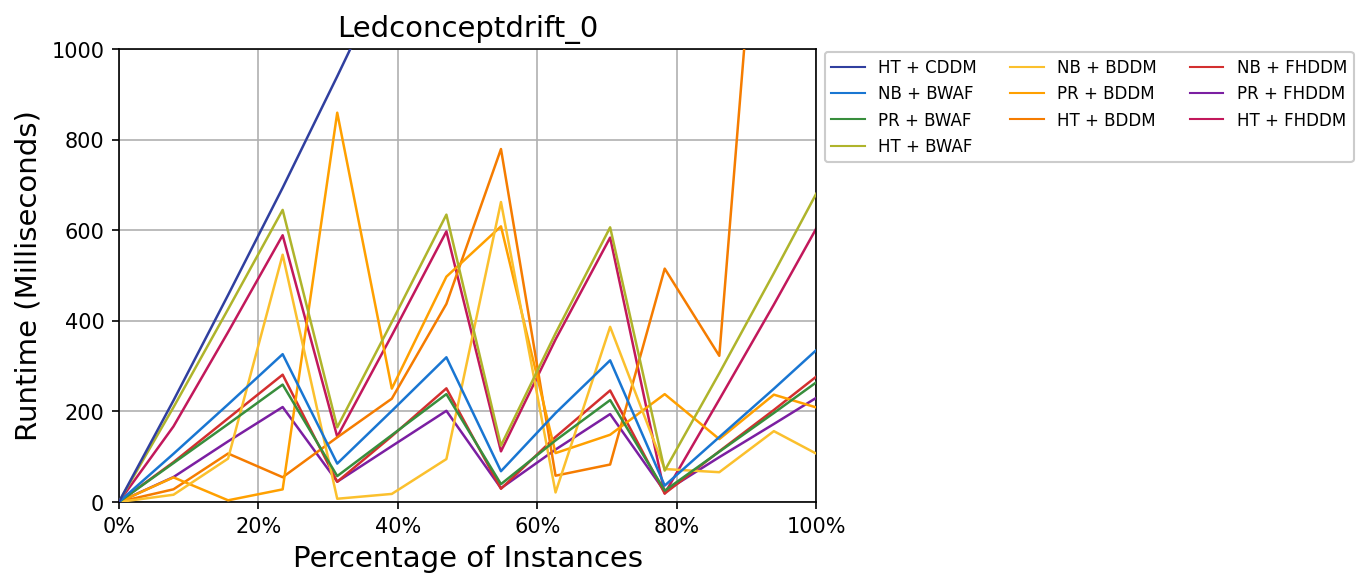 Ledconceptdrift_0
1000
800
600
400
200
0
Runtime (Milliseconds)
0% 20% 40% 60% 80% 100%
Percentage of Instances
HT + CDDM NB + BDDM NB + FHDDM
NB + BWAF PR + BDDM PR + FHDDM
PR + BWAF HT + BDDM HT + FHDDM
HT + BWAF